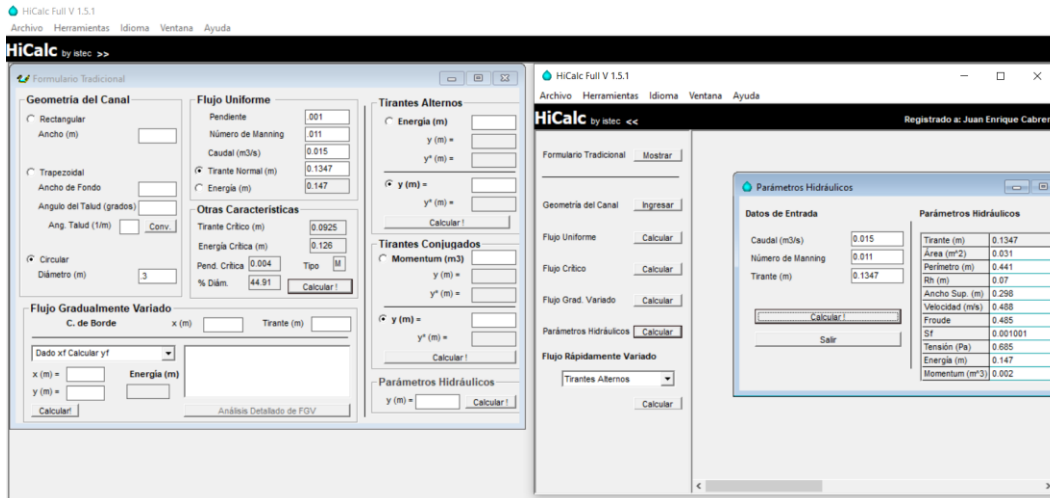 HiCalc Full V 1.5.1
Archivo Herramientas Idioma Ventana Ayuda
HiCalc by istec >>
Formulario Tradicional
Geometría del Canal
Rectangular
Ancho (m)
Trapezoidal
Ancho de Fondo
Angulo del Talud (grados)
Ang. Talud (1/m) Conv.
Circular
Diámetro (m) .3
Flujo Uniforme
Pendiente .001
Número de Manning .011
Caudal (m3/s) 0.015
Tirante Normal (m) 0.1347
Energía (m) 0.147
Otras Características
Tirante Crítico (m) 0.0925
Energía Crítica (m) 0.126
Pend. Crítica 0.004 Tipo M
% Diám. 44.91 Calcular !
Flujo Gradualmente Variado
C. de Borde x (m) Tirante (m)
Dado xf Calcular yf
x (m) = Energia (m)
y (m) =
Calcular! Análisis Detallado de FGV
Tirantes Alternos
Energia (m)
y (m) =
y* (m) =
y (m) =
y* (m) =
Calcular !
Tirantes Conjugados
Momentum (m3)
y (m) =
y* (m) =
y (m) =
y* (m) =
Calcular !
Parámetros Hidráulicos
y (m) = Calcular !
HiCalc Full V 1.5.1
Archivo Herramientas Idioma Ventana Ayuda
HiCalc by istec << Registrado a: Juan Enrique Cabrer
Formulario Tradicional Mostrar
Geometría del Canal Ingresar
Flujo Uniforme Calcular
Flujo Crítico Calcular
Flujo Grad. Variado Calcular
Parámetros Hidráulicos Calcular
Flujo Rápidamente Variado
Tirantes Alternos
Calcular
Parámetros Hidráulicos
Datos de Entrada
Caudal (m3/s) 0.015
Número de Manning 0.011
Tirante (m) 0.1347
Calcular !
Salir
Parámetros Hidráulicos
Tirante (m) 0.1347
Área (m^2) 0.031
Perímetro (m) 0.441
Rh (m) 0.07
Ancho Sup. (m) 0.298
Velocidad (m/s) 0.488
Froude 0.485
Sf 0.001001
Tensión (Pa) 0.685
Energía (m) 0.147
Momentum (m^3) 0.002